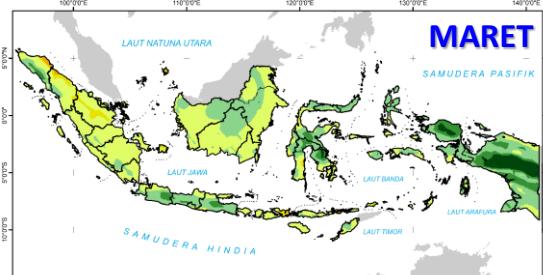 100°0'0"E 110°0'0"E 120°0'0"E 130°0'0"E 140°0'0"E
MARET
LAUT NATUNA UTARA
5°0'0"N
SAMUDERA PASIFIK
0°0'0"
LAUT JAWA
LAUT BANDA
5°0'0"S
LAUT ARAFURA
SAMUDERA HINDIA
LAUT TIMOR
10°0'0"S